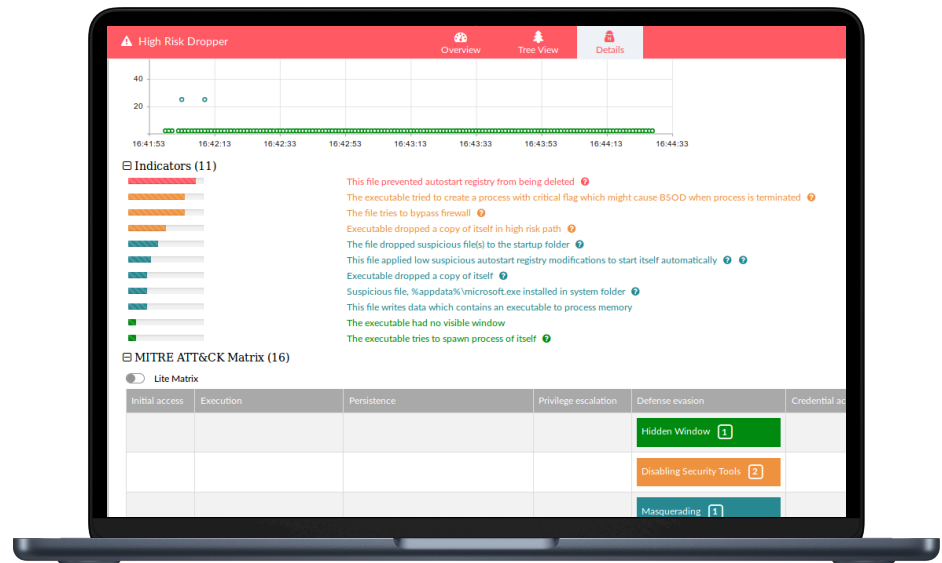 High Risk Dropper
Overview
Tree View
Details
40
20
16:41:53 16:42:13 16:42:33 16:42:53 16:43:13 16:43:33 16:43:53 16:44:13 16:44:33
Indicators (11)
This file prevented autostart registry from being deleted
The executable tried to create a process with critical flag which might cause BSOD when process is terminated
The file tries to bypass firewall
Executable dropped a copy of itself in high risk path
The file dropped suspicious file(s) to the startup folder
This file applied low suspicious autostart registry modifications to start itself automatically
Executable dropped a copy of itself
Suspicious file, %appdata%\microsoft.exe installed in system folder
This file writes data which contains an executable to process memory
The executable had no visible window
The executable tries to spawn process of itself
MITRE ATT&CK Matrix (16)
Lite Matrix
Initial access Execution Persistence Privilege escalation Defense evasion Credential ac
Hidden Window 1
Disabling Security Tools 2
Masquerading 1